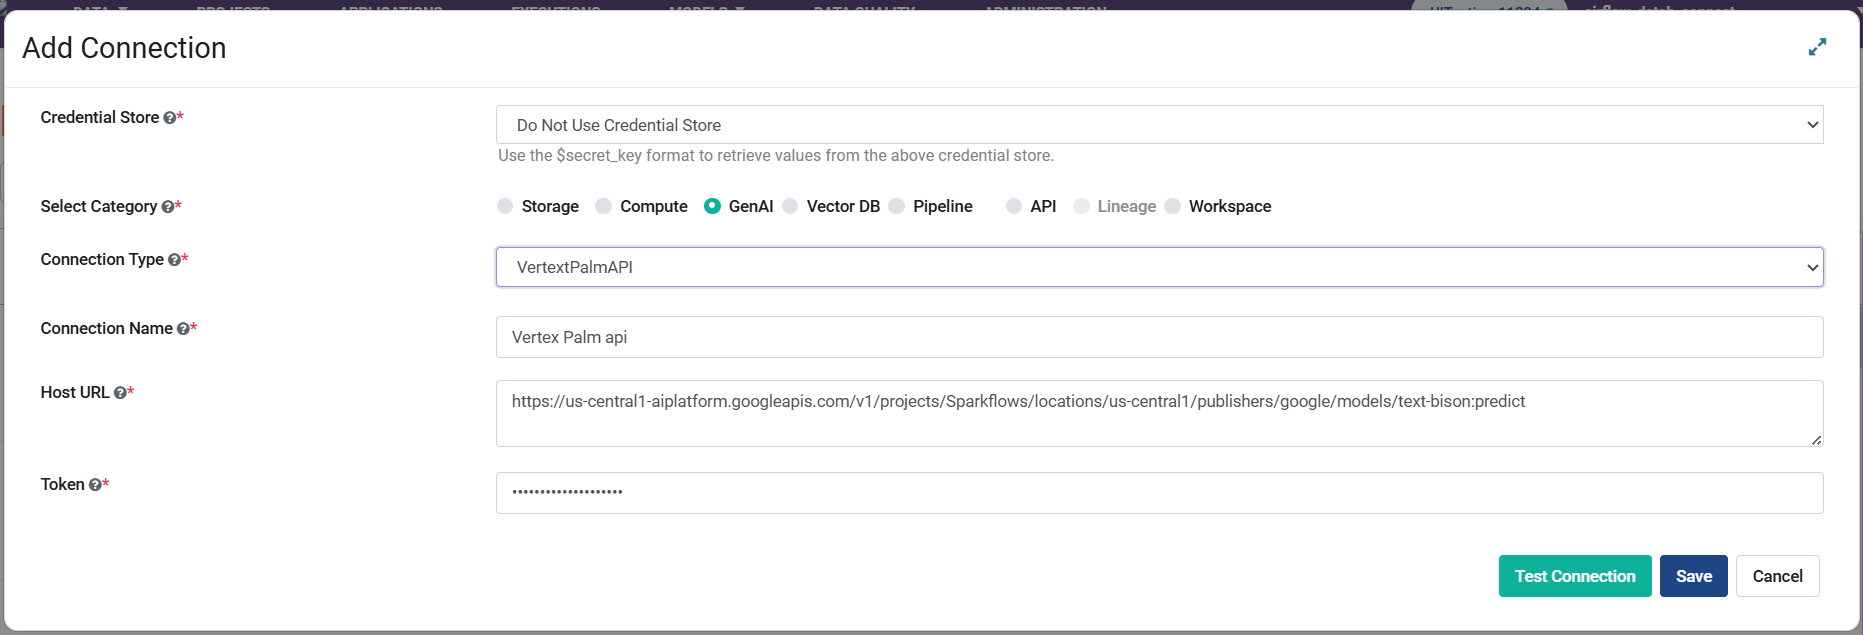 Add Connection
Credential Store ?*
Do Not Use Credential Store
Use the $secret_key format to retrieve values from the above credential store.
Select Category ?*
Storage Compute GenAI Vector DB Pipeline API Lineage Workspace
Connection Type ?*
VertextPalmAPI
Connection Name ?*
Vertex Palm api
Host URL ?*
https://us-central1-aiplatform.googleapis.com/v1/projects/Sparkflows/locations/us-central1/publishers/google/models/text-bison:predict
Token ?*
••••••••••••••••••••
Test Connection Save Cancel